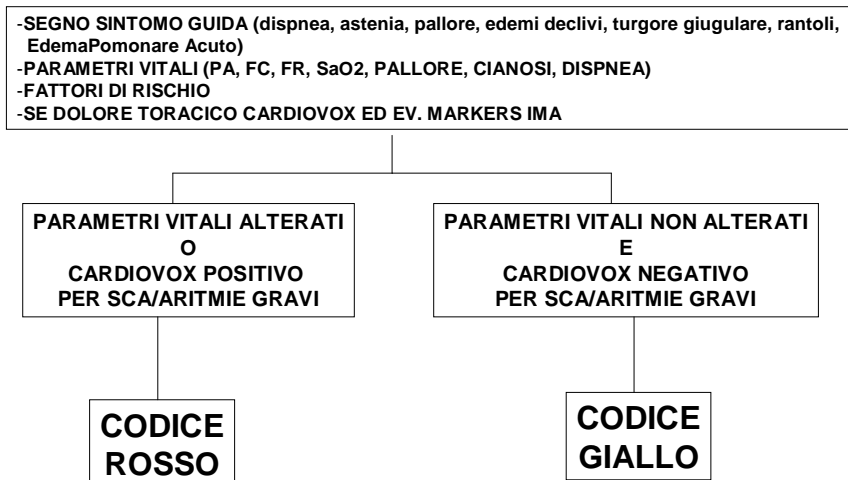 -SEGNO SINTOMO GUIDA (dispnea, astenia, pallore, edemi declivi, turgore giugulare, rantoli,
EdemaPomonare Acuto)
-PARAMETRI VITALI (PA, FC, FR, SaO2, PALLORE, CIANOSI, DISPNEA)
-FATTORI DI RISCHIO
-SE DOLORE TORACICO CARDIOVOX ED EV. MARKERS IMA
PARAMETRI VITALI ALTERATI
O
CARDIOVOX POSITIVO
PER SCA/ARITMIE GRAVI
PARAMETRI VITALI NON ALTERATI
E
CARDIOVOX NEGATIVO
PER SCA/ARITMIE GRAVI
CODICE
ROSSO
CODICE
GIALLO